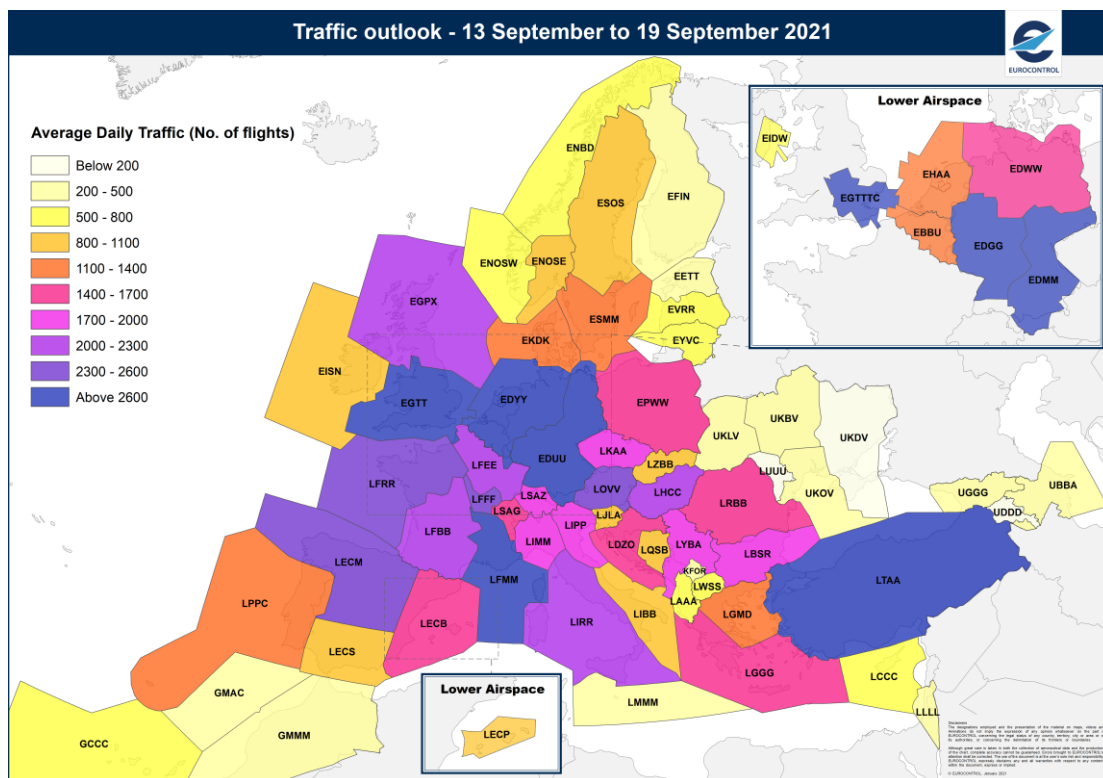 Traffic outlook - 13 September to 19 September 2021
EUROCONTROL
Average Daily Traffic (No. of flights)
Below 200
200 - 500
500 - 800
800 - 1100
1100 - 1400
1400 - 1700
1700 - 2000
2000 - 2300
2300 - 2600
Above 2600
Lower Airspace
EIDW
EHAA
EDWW
EGTTTC
EBBU
EDGG
EDMM
ENBD
ESOS
EFIN
ENOSW
ENOSE
EETT
EGPX
EVRR
ESMM
EKDK
EYVC
EISN
EGTT
EDYY
EPWW
UKLV
UKBV
UKDV
LKAA
EDUU
LZBB
LFEE
LUUU
LFRR
LOVV
LHCC
UKOV
UGGG
UBBA
LFFF
LSAZ
LRBB
UDDD
LSAG
LJLA
LFBB
LIMM
LIPP
LDZO
LQSB
LYBA
LBSR
LECM
KFOR
LFMM
LWSS
LTAA
LAAA
LPPC
LECB
LIRR
LIBB
LGMD
LECS
LGGG
LCCC
GMAC
LMMM
LLLL
GMMM
GCCC
Lower Airspace
LECP
Disclaimer
© EUROCONTROL, January, 2021